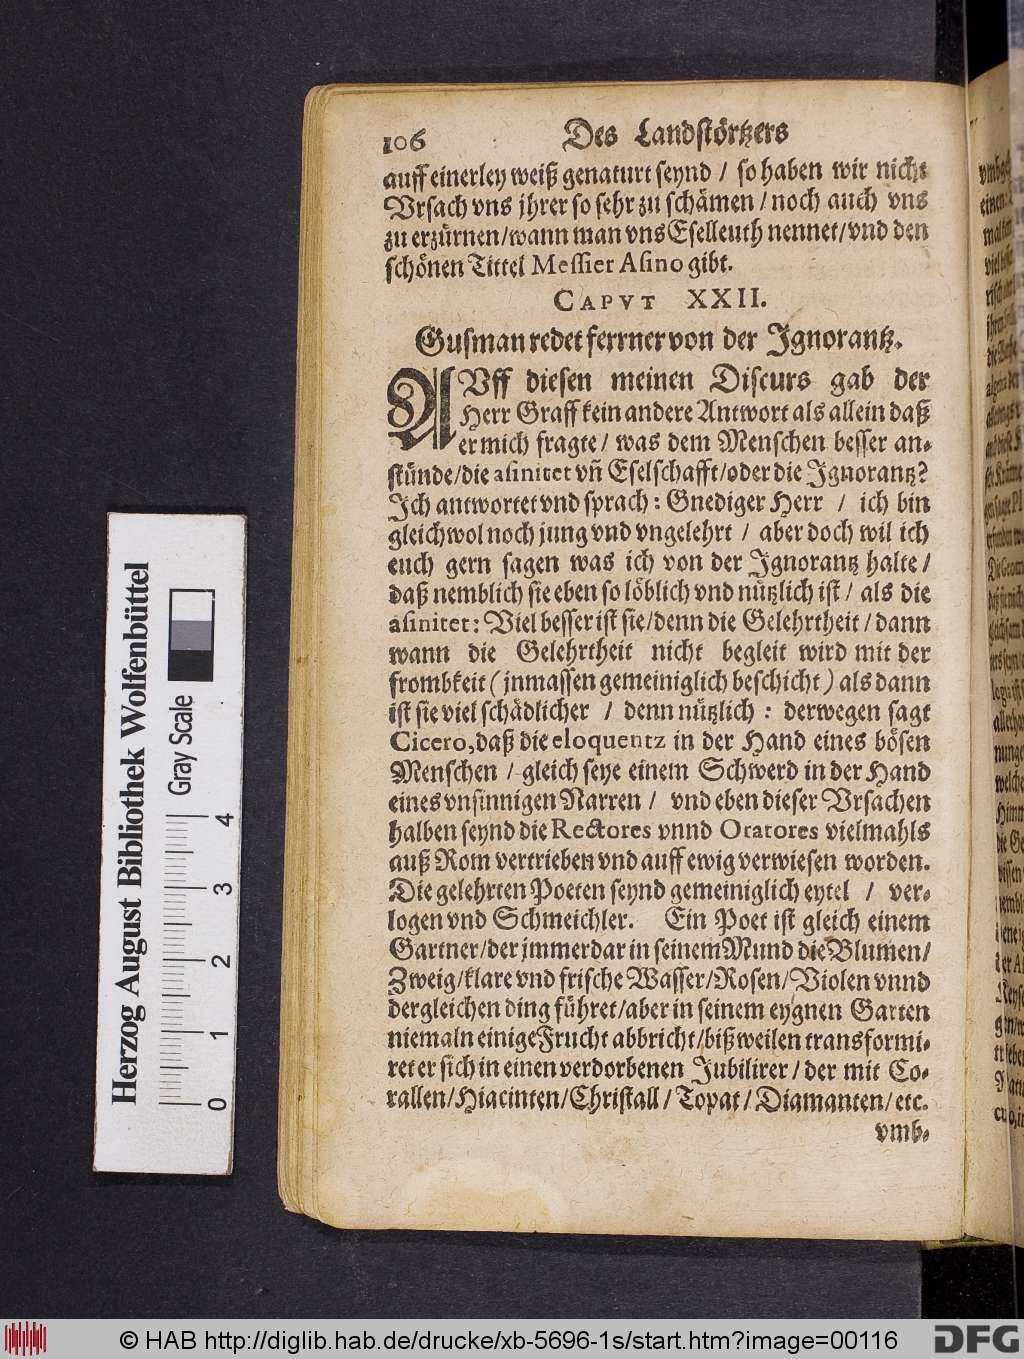 106 Des Landstörtzers
auff einerley weiß genaturt seynd / so haben wir nicht
Vrsach vns jhrer so sehr zu schämen / noch auch vns
zu erzürnen/wann man vns Eselleuth nennet/vnd den
schönen Tittel Messier Asino gibt.
CAPVT XXII.
Gusman redet ferrner von der Ignorantz.
AVff diesen meinen Discurs gab der
Herr Graff kein andere Antwort als allein daß
er mich fragte / was dem Menschen besser an-
stünde/die asinitet vñ Eselschafft/oder die Ignorantz?
Ich antwortet vnd sprach: Gnediger Herr / ich bin
gleichwol noch jung vnd vngelehrt / aber doch wil ich
euch gern sagen was ich von der Ignorantz halte /
daß nemblich sie eben so löblich vnd nützlich ist / als die
asinitet: Viel besser ist sie/denn die Gelehrtheit / dann
wann die Gelehrtheit nicht begleit wird mit der
frombkeit (jnmassen gemeiniglich beschicht) als dann
ist sie viel schädlicher / denn nützlich: derwegen sagt
Cicero, daß die eloquentz in der Hand eines bösen
Menschen / gleich seye einem Schwerd in der Hand
eines vnsinnigen Narren / vnd eben dieser Vrsachen
halben seynd die Rectores vnnd Oratores vielmahls
auß Rom vertrieben vnd auff ewig verwiesen worden.
Die gelehrten Poeten seynd gemeiniglich eytel / ver-
logen vnd Schmeichler. Ein Poet ist gleich einem
Gartner/der jmmerdar in seinem Mund die Blumen/
Zweig/klare vnd frische Wasser/Rosen/Violen vnnd
dergleichen ding führet/aber in seinem eygnen Garten
niemaln einige Frucht abbricht/bißweilen transformi-
ret er sich in einen verdorbenen Jubilirer / der mit Co-
rallen/Hiacinten/Christall / Topat / Diamanten/ etc.
vmb-
Herzog August Bibliothek Wolfenbüttel
Gray Scale
0 1 2 3 4
© HAB http://diglib.hab.de/drucke/xb-5696-1s/start.htm?image=00116
DFG